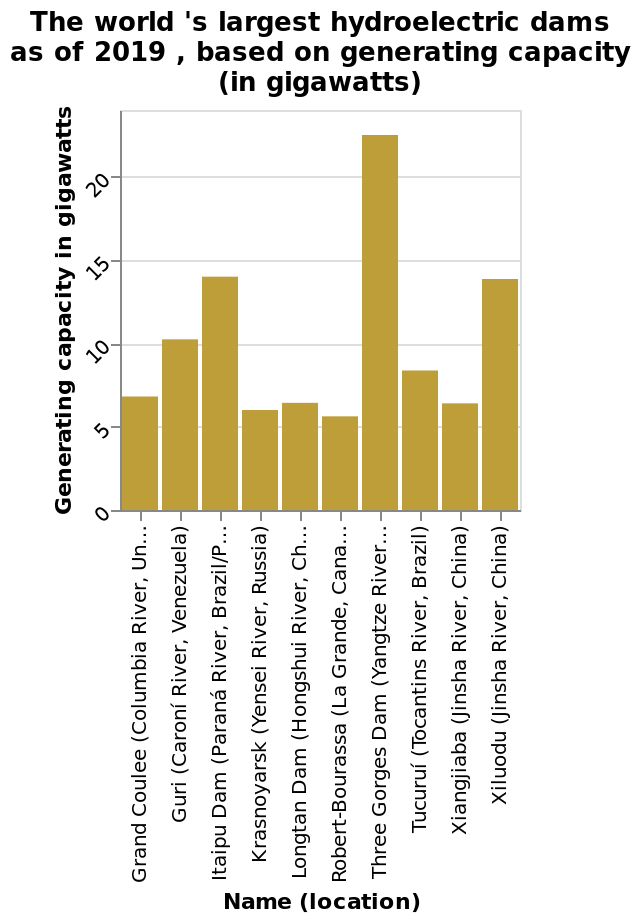 The world 's largest hydroelectric dams
as of 2019 , based on generating capacity
(in gigawatts)
Generating capacity in gigawatts
20
15
10
5
0
Grand Coulee (Columbia River, Un…
Guri (Caroní River, Venezuela)
Itaipu Dam (Paraná River, Brazil/P…
Krasnoyarsk (Yensei River, Russia)
Longtan Dam (Hongshui River, Ch…
Robert-Bourassa (La Grande, Cana…
Three Gorges Dam (Yangtze River…
Tucuruí (Tocantins River, Brazil)
Xiangjiaba (Jinsha River, China)
Xiluodu (Jinsha River, China)
Name (location)